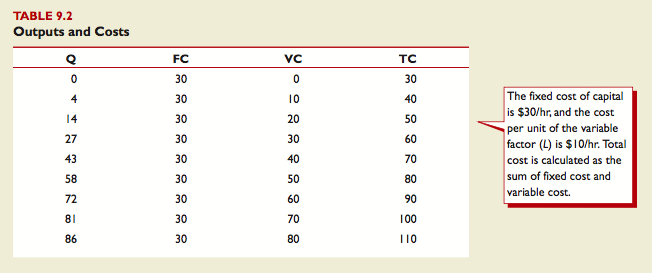 TABLE 9.2
Outputs and Costs
Q FC VC TC
0 30 0 30
4 30 10 40
14 30 20 50
27 30 30 60
43 30 40 70
58 30 50 80
72 30 60 90
81 30 70 100
86 30 80 110
The fixed cost of capital
is $30/hr, and the cost
per unit of the variable
factor (L) is $10/hr. Total
cost is calculated as the
sum of fixed cost and
variable cost.